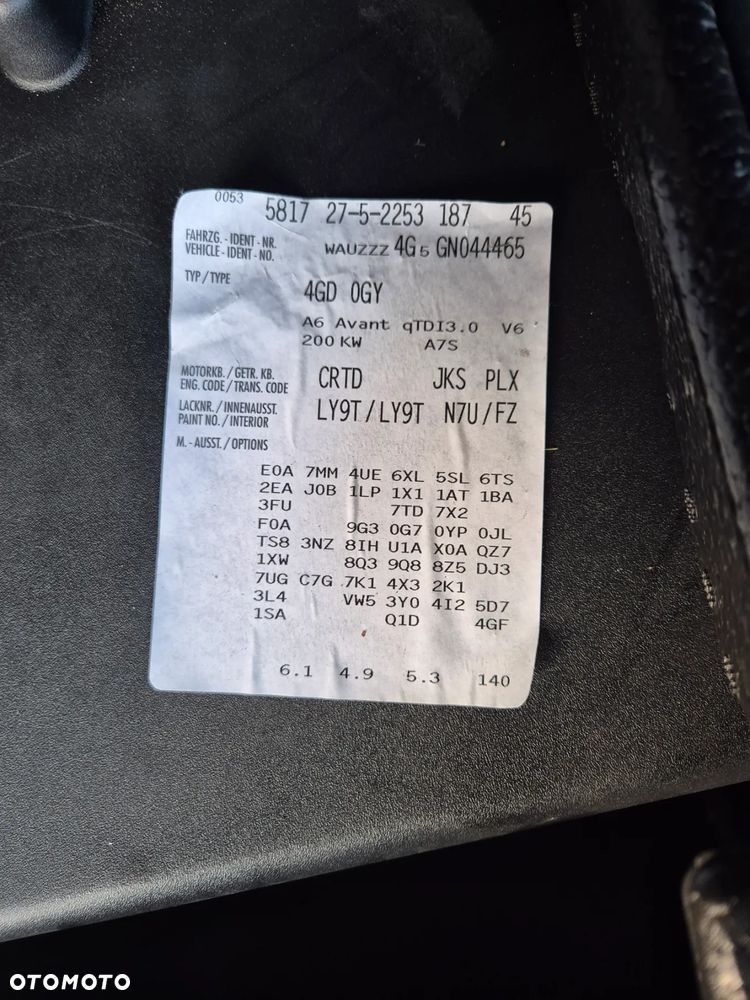 0053
5817 27-5-2253 187 45
FAHRZG. - IDENT - NR.
VEHICLE - IDENT - NO.
WAUZZZ 4G5 GN044465
TYP / TYPE
4GD 0GY
A6 Avant qTDI3.0 V6
200 KW A7S
MOTORKB. / GETR. KB.
ENG. CODE / TRANS. CODE
CRTD JKS PLX
LACKNR. / INNENAUSST.
PAINT NO. / INTERIOR
LY9T / LY9T N7U / FZ
M. - AUSST. / OPTIONS
E0A 7MM 4UE 6XL 5SL 6TS
2EA J0B 1LP 1X1 1AT 1BA
3FU 7TD 7X2
F0A 9G3 0G7 0YP 0JL
TS8 3NZ 8IH U1A X0A QZ7
1XW 8Q3 9Q8 8Z5 DJ3
7UG C7G 7K1 4X3 2K1
3L4 VW5 3Y0 4I2 5D7
1SA Q1D 4GF
6.1 4.9 5.3 140
OTOMOTO